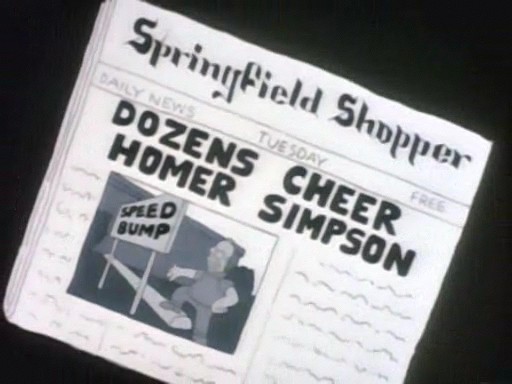 Springfield Shopper
DAILY NEWS TUESDAY FREE
DOZENS CHEER
HOMER SIMPSON
SPEED
BUMP